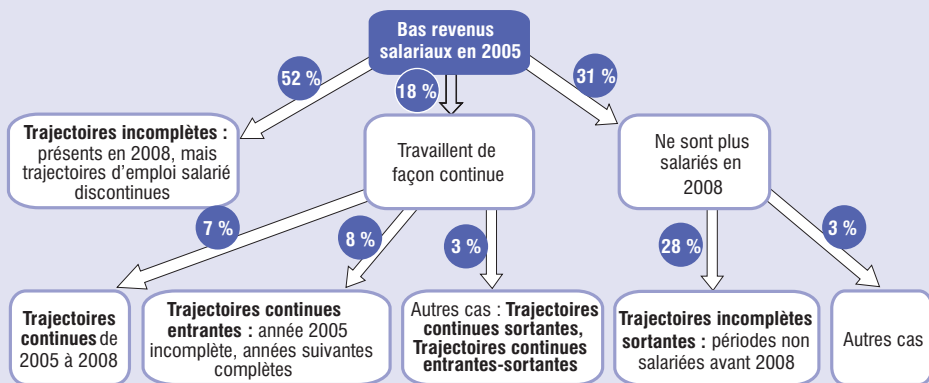 Bas revenus
salariaux en 2005
52 %
18 %
31 %
Trajectoires incomplètes :
présents en 2008, mais
trajectoires d'emploi salarié
discontinues
Travaillent de
façon continue
Ne sont plus
salariés en
2008
7 %
8 %
3 %
28 %
3 %
Trajectoires
continues de
2005 à 2008
Trajectoires continues
entrantes : année 2005
incomplète, années suivantes
complètes
Autres cas : Trajectoires
continues sortantes,
Trajectoires continues
entrantes-sortantes
Trajectoires incomplètes
sortantes : périodes non
salariées avant 2008
Autres cas